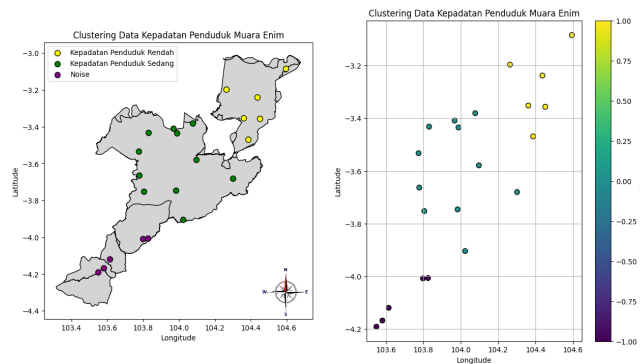 Clustering Data Kepadatan Penduduk Muara Enim
Kepadatan Penduduk Rendah
Kepadatan Penduduk Sedang
Noise
−3.0
−3.2
−3.4
−3.6
−3.8
−4.0
−4.2
−4.4
Latitude
103.4 103.6 103.8 104.0 104.2 104.4 104.6
Longitude
N
W E
S
Clustering Data Kepadatan Penduduk Muara Enim
−3.2
−3.4
−3.6
−3.8
−4.0
−4.2
Latitude
103.6 103.8 104.0 104.2 104.4 104.6
Longitude
1.00
0.75
0.50
0.25
0.00
−0.25
−0.50
−0.75
−1.00